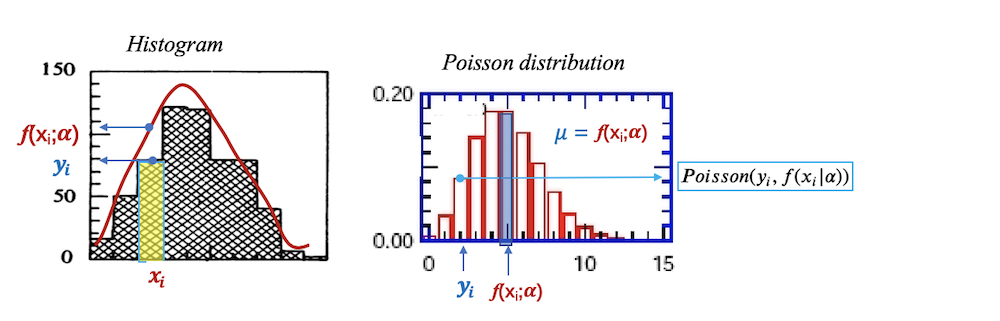 Histogram
150
f(xᵢ;α)
yᵢ
50
0
xᵢ
Poisson distribution
0.20
μ = f(xᵢ;α)
Poisson(yᵢ, f(xᵢ|α))
0.00
0 10 15
yᵢ f(xᵢ;α)